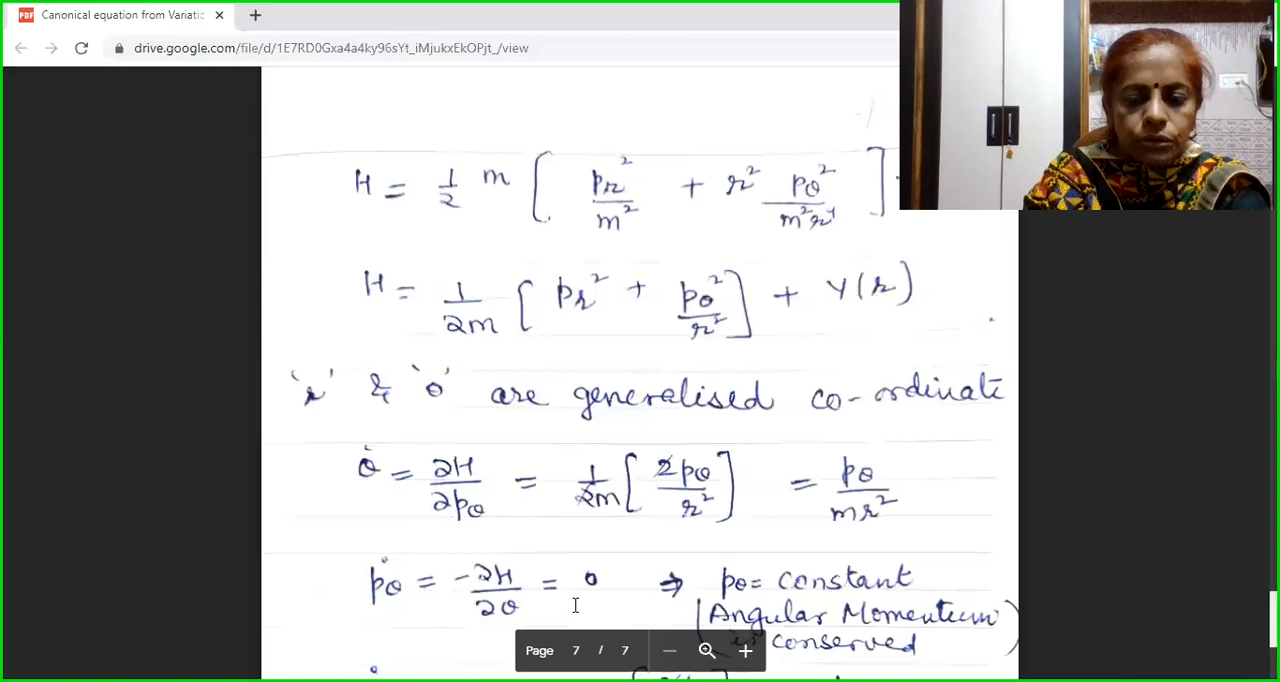 Canonical equation from Variatic
drive.google.com/file/d/1E7RD0Gxa4a4ky96sYt_iMjukxEkOPjt_/view
H = 1/2 m [ pr²/m² + r² pθ²/m²r⁴ ]
H = 1/2m [ pr² + pθ²/r² ] + V(r)
'r' & 'θ' are generalised co-ordinate
θ̇ = ∂H/∂pθ = 1/2m [ 2pθ/r² ] = pθ/mr²
ṗθ = -∂H/∂θ = 0 ⇒ pθ = constant
(Angular Momentum
is conserved)
Page 7 / 7